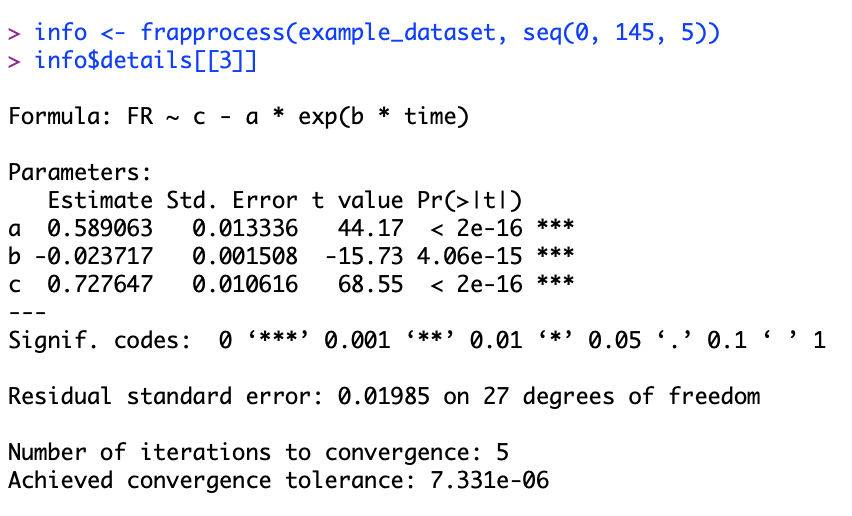 > info <- frapprocess(example_dataset, seq(0, 145, 5))
> info$details[[3]]

Formula: FR ~ c - a * exp(b * time)

Parameters:
   Estimate Std. Error t value Pr(>|t|)
a  0.589063   0.013336   44.17  < 2e-16 ***
b -0.023717   0.001508  -15.73 4.06e-15 ***
c  0.727647   0.010616   68.55  < 2e-16 ***
---
Signif. codes:  0 ‘***’ 0.001 ‘**’ 0.01 ‘*’ 0.05 ‘.’ 0.1 ‘ ’ 1

Residual standard error: 0.01985 on 27 degrees of freedom

Number of iterations to convergence: 5
Achieved convergence tolerance: 7.331e-06